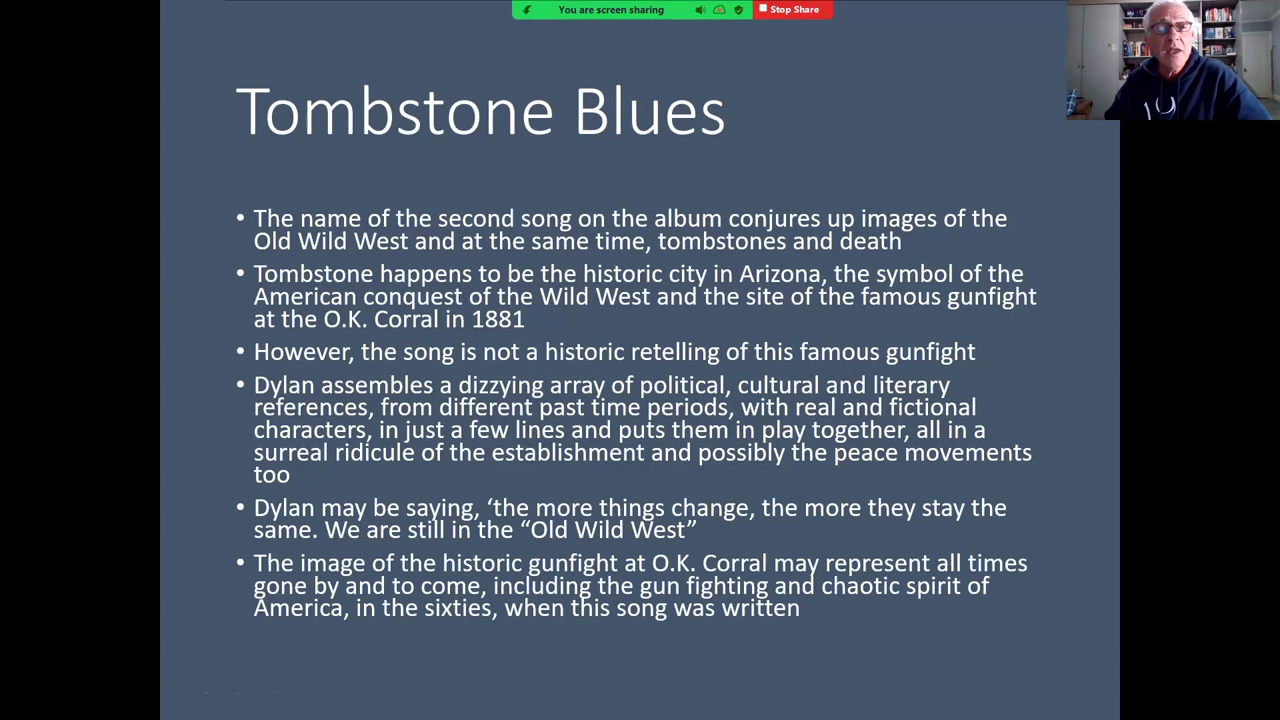 You are screen sharing
Stop Share
Tombstone Blues
• The name of the second song on the album conjures up images of the
Old Wild West and at the same time, tombstones and death
• Tombstone happens to be the historic city in Arizona, the symbol of the
American conquest of the Wild West and the site of the famous gunfight
at the O.K. Corral in 1881
• However, the song is not a historic retelling of this famous gunfight
• Dylan assembles a dizzying array of political, cultural and literary
references, from different past time periods, with real and fictional
characters, in just a few lines and puts them in play together, all in a
surreal ridicule of the establishment and possibly the peace movements
too
• Dylan may be saying, ‘the more things change, the more they stay the
same. We are still in the “Old Wild West”
• The image of the historic gunfight at O.K. Corral may represent all times
gone by and to come, including the gun fighting and chaotic spirit of
America, in the sixties, when this song was written